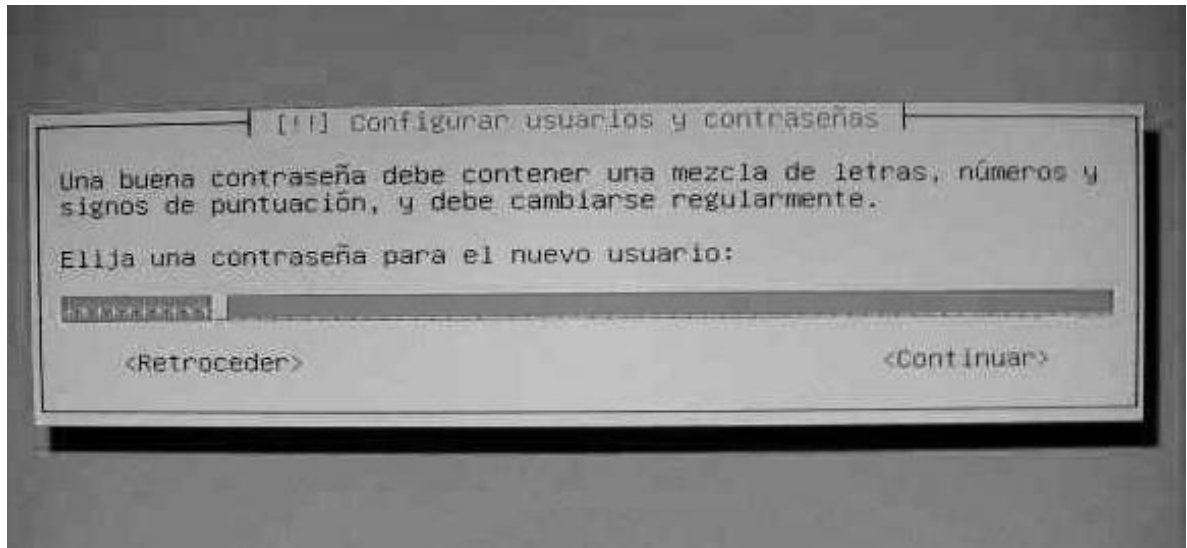 [!!] Configurar usuarios y contraseñas
Una buena contraseña debe contener una mezcla de letras, números y
signos de puntuación, y debe cambiarse regularmente.
Elija una contraseña para el nuevo usuario:
<Retroceder> <Continuar>